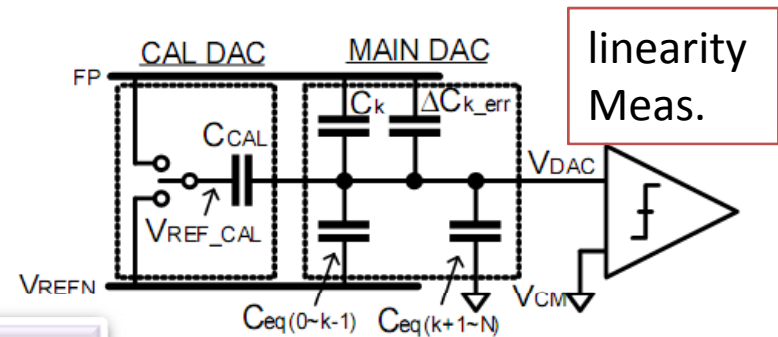 linearity
Meas.
CAL DAC
MAIN DAC
FP
Ck
ΔCk_err
CCAL
VDAC
VREF_CAL
VREFN
VCM
Ceq(0~k-1)
Ceq(k+1~N)